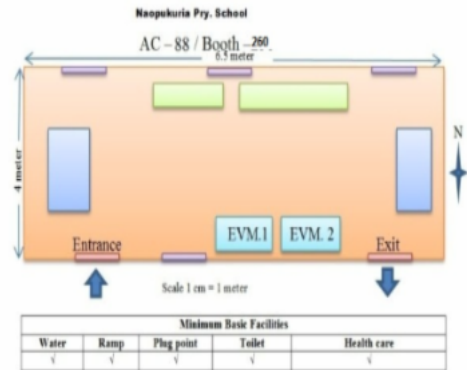 Naopukuria Pry. School
AC – 88 / Booth –260
6.5 meter
4 meter
N
EVM.1 EVM. 2
Entrance Exit
Scale 1 cm = 1 meter
Minimum Basic Facilities
Water Ramp Plug point Toilet Health care
√ √ √ √ √